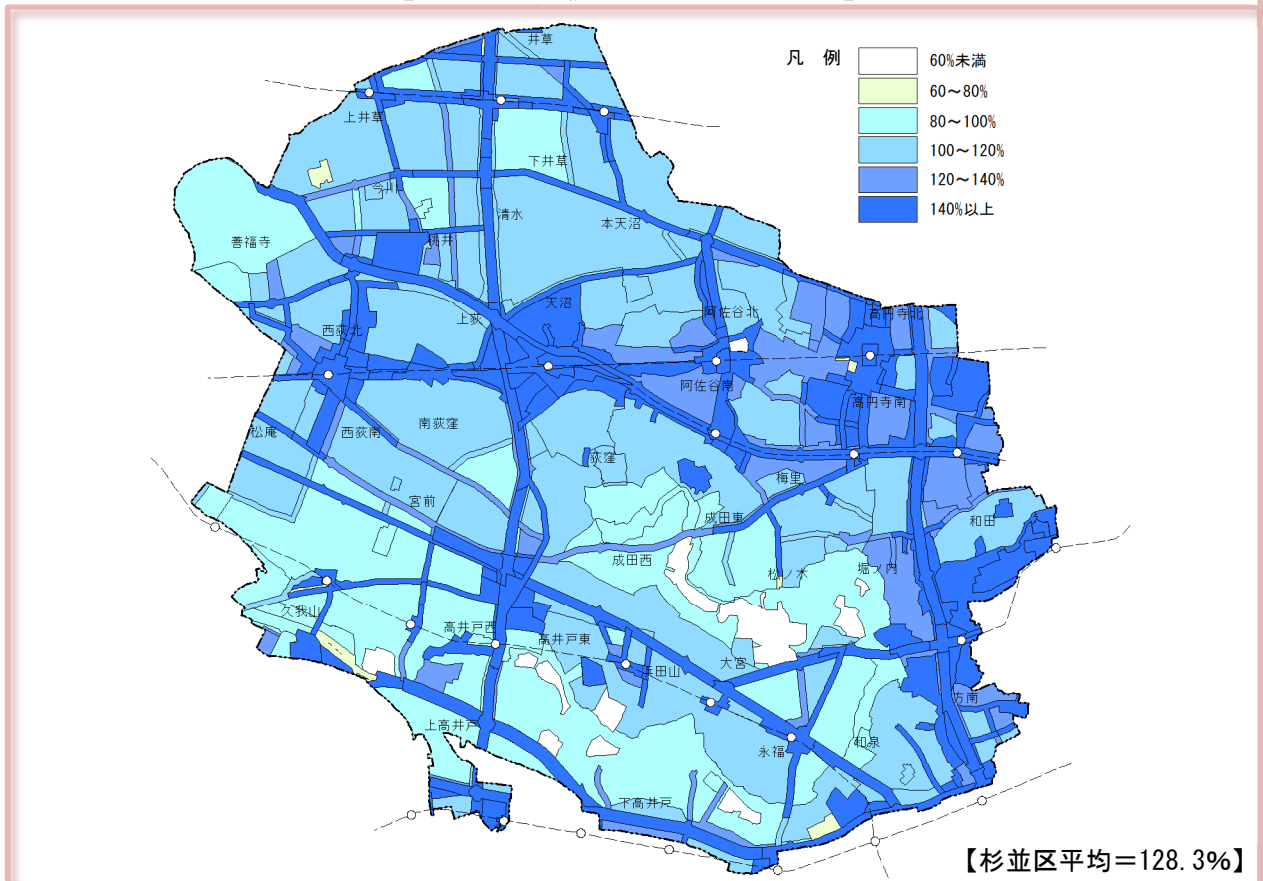 凡 例
60%未満
60～80%
80～100%
100～120%
120～140%
140%以上
井草
上井草
下井草
今川
清水
本天沼
善福寺
桃井
天沼
上荻
阿佐谷北
高円寺北
西荻北
阿佐谷南
高円寺南
南荻窪
松庵
西荻南
荻窪
梅里
宮前
成田東
和田
成田西
松ノ木
堀ノ内
久我山
高井戸西
高井戸東
大宮
浜田山
方南
上高井戸
永福
和泉
下高井戸
【杉並区平均＝128.3%】